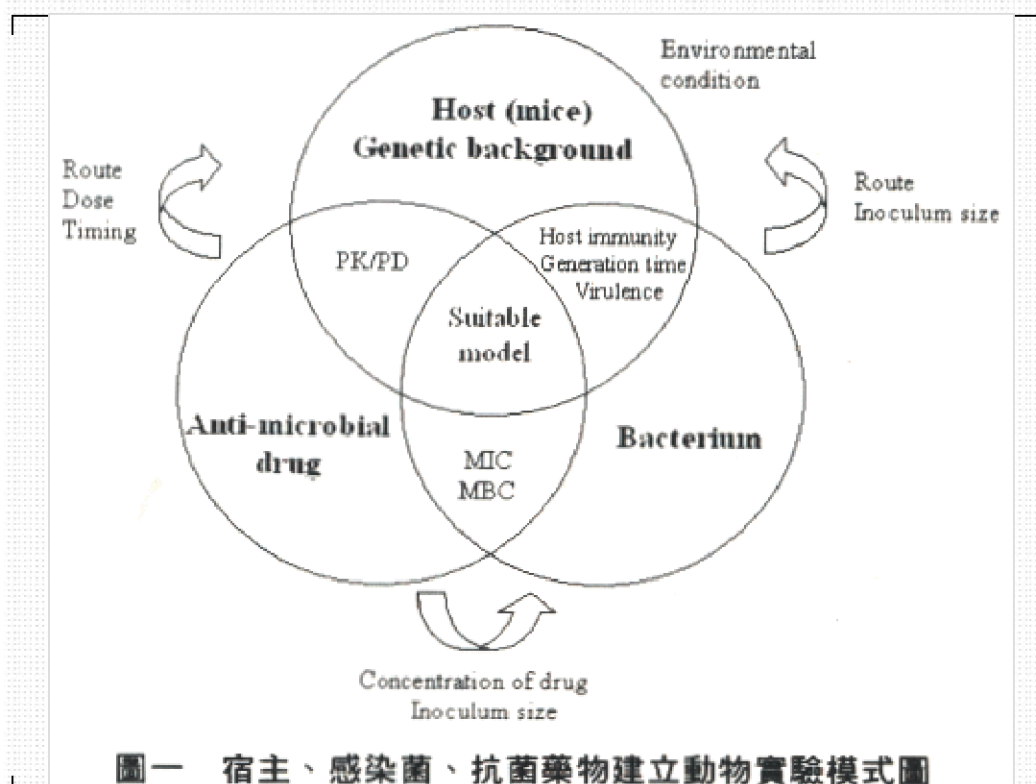 Environmental
condition
Host (mice)
Genetic background
Route
Dose
Timing
Route
Inoculum size
PK/PD
Host immunity
Generation time
Virulence
Suitable
model
Anti-microbial
drug
Bacterium
MIC
MBC
Concentration of drug
Inoculum size
圖一 宿主、感染菌、抗菌藥物建立動物實驗模式圖